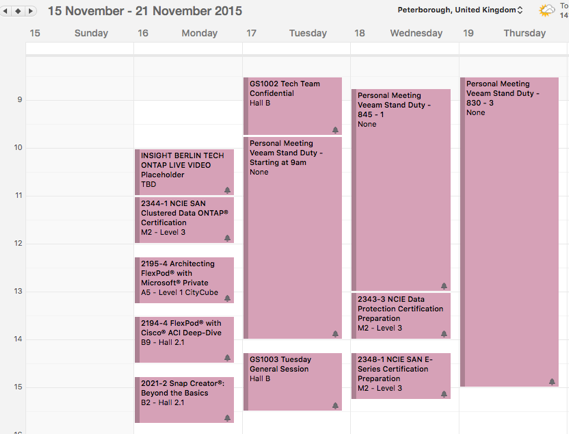 15 November - 21 November 2015
Peterborough, United Kingdom
To
14
15 Sunday
16 Monday
17 Tuesday
18 Wednesday
19 Thursday
9
10
11
12
13
14
15
16
INSIGHT BERLIN TECH
ONTAP LIVE VIDEO
Placeholder
TBD
2344-1 NCIE SAN
Clustered Data ONTAP®
Certification
M2 - Level 3
2195-4 Architecting
FlexPod® with
Microsoft® Private
A5 - Level 1 CityCube
2194-4 FlexPod® with
Cisco® ACI Deep-Dive
B9 - Hall 2.1
2021-2 Snap Creator®:
Beyond the Basics
B2 - Hall 2.1
GS1002 Tech Team
Confidential
Hall B
Personal Meeting
Veeam Stand Duty -
Starting at 9am
None
GS1003 Tuesday
General Session
Hall B
Personal Meeting
Veeam Stand Duty -
845 - 1
None
2343-3 NCIE Data
Protection Certification
Preparation
M2 - Level 3
2348-1 NCIE SAN E-
Series Certification
Preparation
M2 - Level 3
Personal Meeting
Veeam Stand Duty -
830 - 3
None